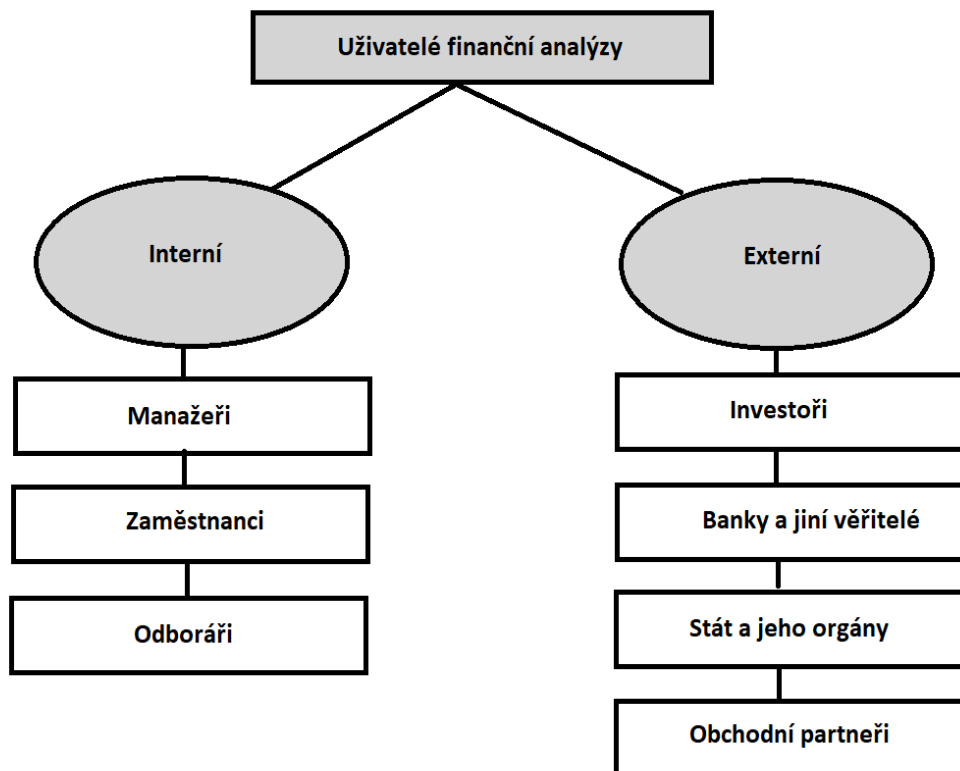 Uživatelé finanční analýzy
Interní
Externí
Manažeři
Investoři
Zaměstnanci
Banky a jiní věřitelé
Odboráři
Stát a jeho orgány
Obchodní partneři